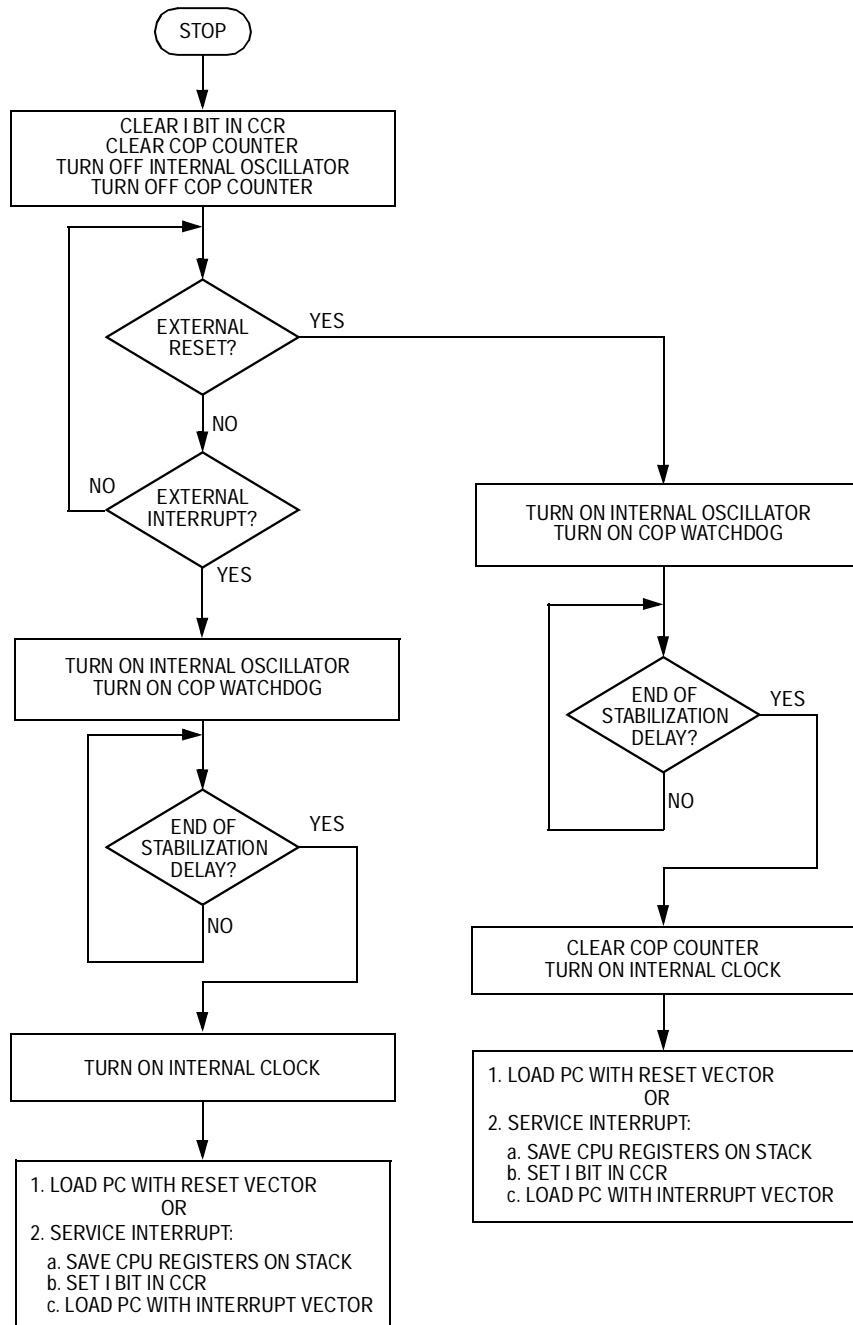 STOP
CLEAR I BIT IN CCR
CLEAR COP COUNTER
TURN OFF INTERNAL OSCILLATOR
TURN OFF COP COUNTER
EXTERNAL
RESET?
YES
NO
EXTERNAL
INTERRUPT?
NO
YES
TURN ON INTERNAL OSCILLATOR
TURN ON COP WATCHDOG
END OF
STABILIZATION
DELAY?
YES
NO
TURN ON INTERNAL CLOCK
1. LOAD PC WITH RESET VECTOR
OR
2. SERVICE INTERRUPT:
a. SAVE CPU REGISTERS ON STACK
b. SET I BIT IN CCR
c. LOAD PC WITH INTERRUPT VECTOR
TURN ON INTERNAL OSCILLATOR
TURN ON COP WATCHDOG
END OF
STABILIZATION
DELAY?
YES
NO
CLEAR COP COUNTER
TURN ON INTERNAL CLOCK
1. LOAD PC WITH RESET VECTOR
OR
2. SERVICE INTERRUPT:
a. SAVE CPU REGISTERS ON STACK
b. SET I BIT IN CCR
c. LOAD PC WITH INTERRUPT VECTOR